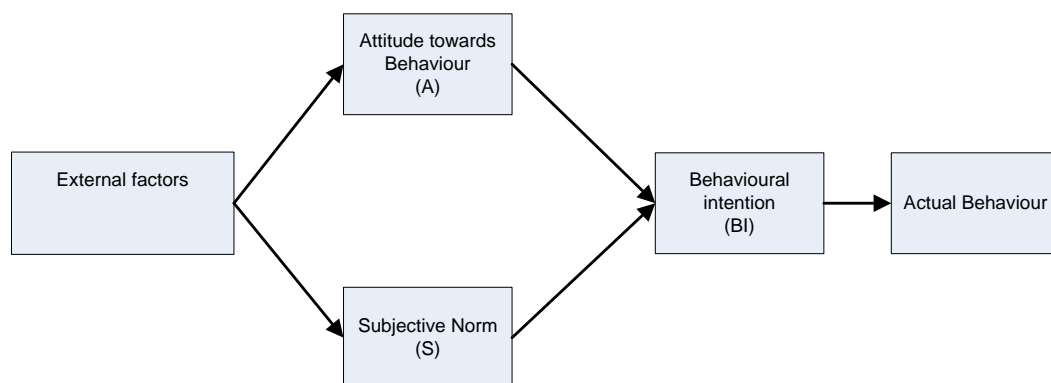 Attitude towards
Behaviour
(A)
External factors
Behavioural
intention
(BI)
Actual Behaviour
Subjective Norm
(S)